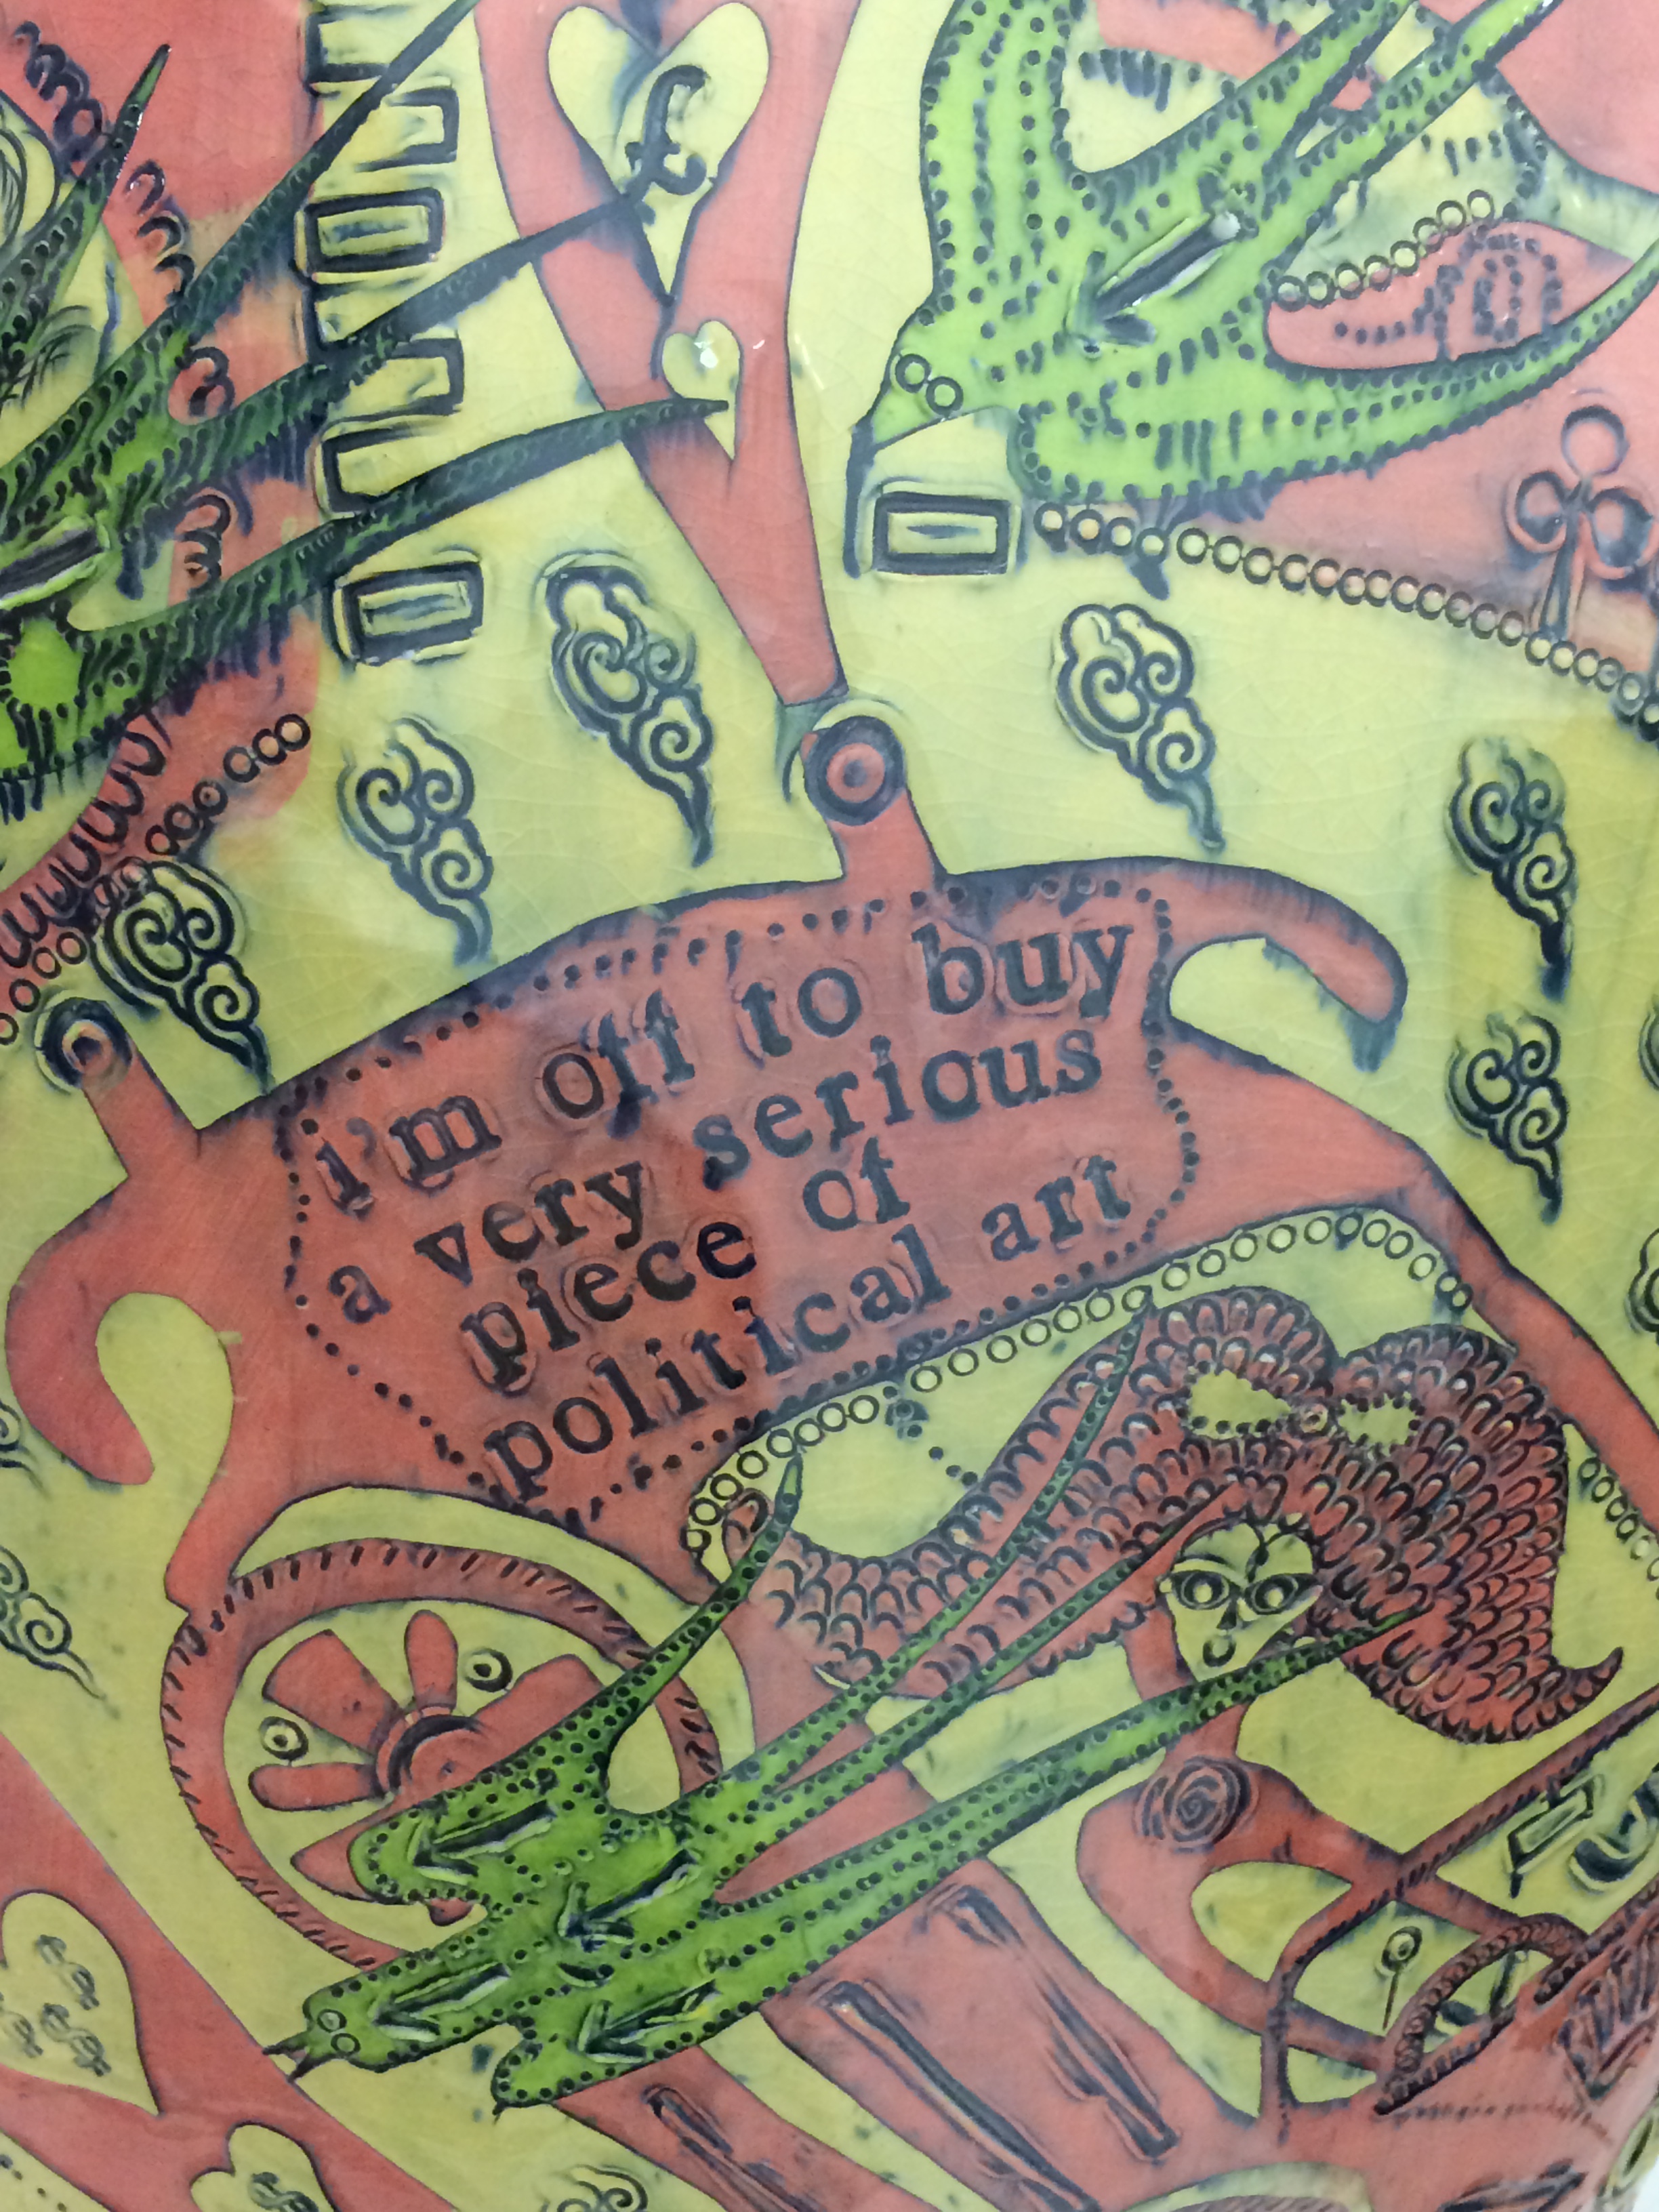 £
i'm off to buy
a very serious
piece of
political art
$
$
$
$